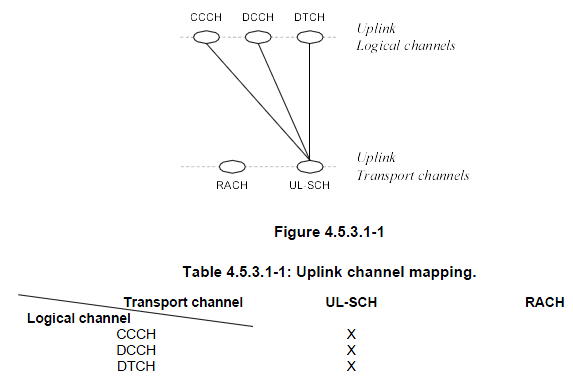 CCCH DCCH DTCH
Uplink
Logical channels
Uplink
Transport channels
RACH UL-SCH
Figure 4.5.3.1-1
Table 4.5.3.1-1: Uplink channel mapping.
Transport channel UL-SCH RACH
Logical channel
CCCH X
DCCH X
DTCH X